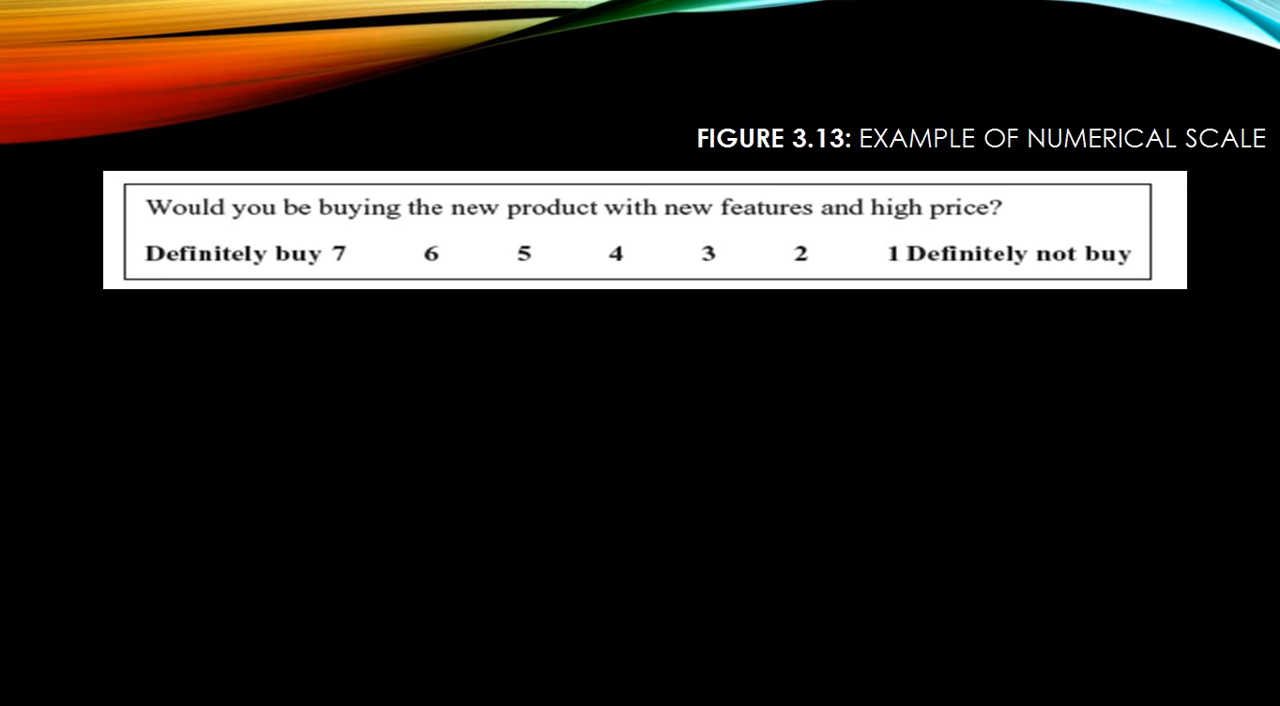 FIGURE 3.13: EXAMPLE OF NUMERICAL SCALE
Would you be buying the new product with new features and high price?
Definitely buy 7 6 5 4 3 2 1 Definitely not buy